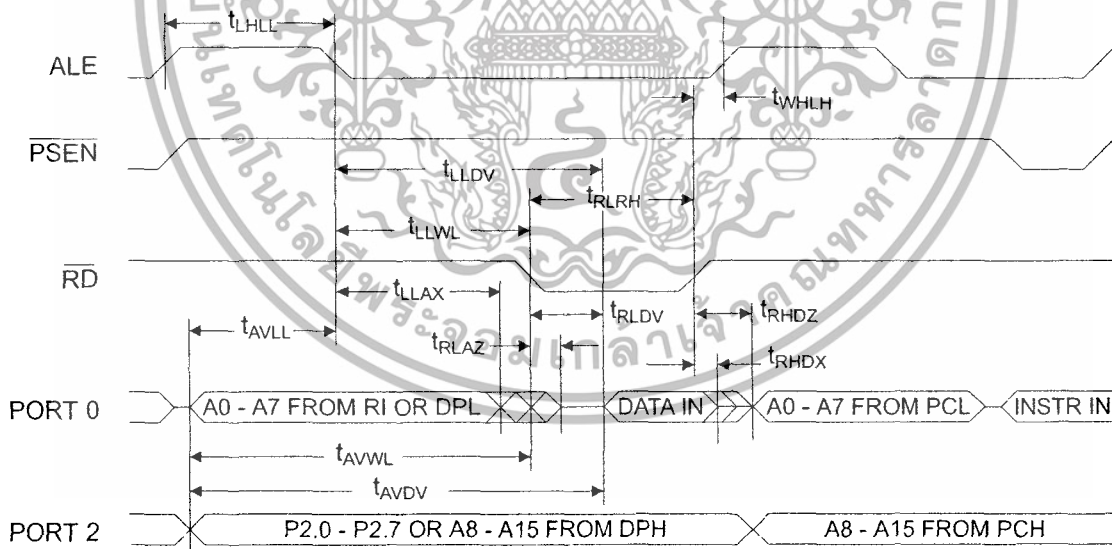 tLHLL
ALE
tWHLH
PSEN
tLLDV
tRLRH
tLLWL
RD
tLLAX
tRLDV
tRHDZ
tAVLL
tRLAZ
tRHDX
PORT 0
A0 - A7 FROM RI OR DPL
DATA IN
A0 - A7 FROM PCL
INSTR IN
tAVWL
tAVDV
PORT 2
P2.0 - P2.7 OR A8 - A15 FROM DPH
A8 - A15 FROM PCH